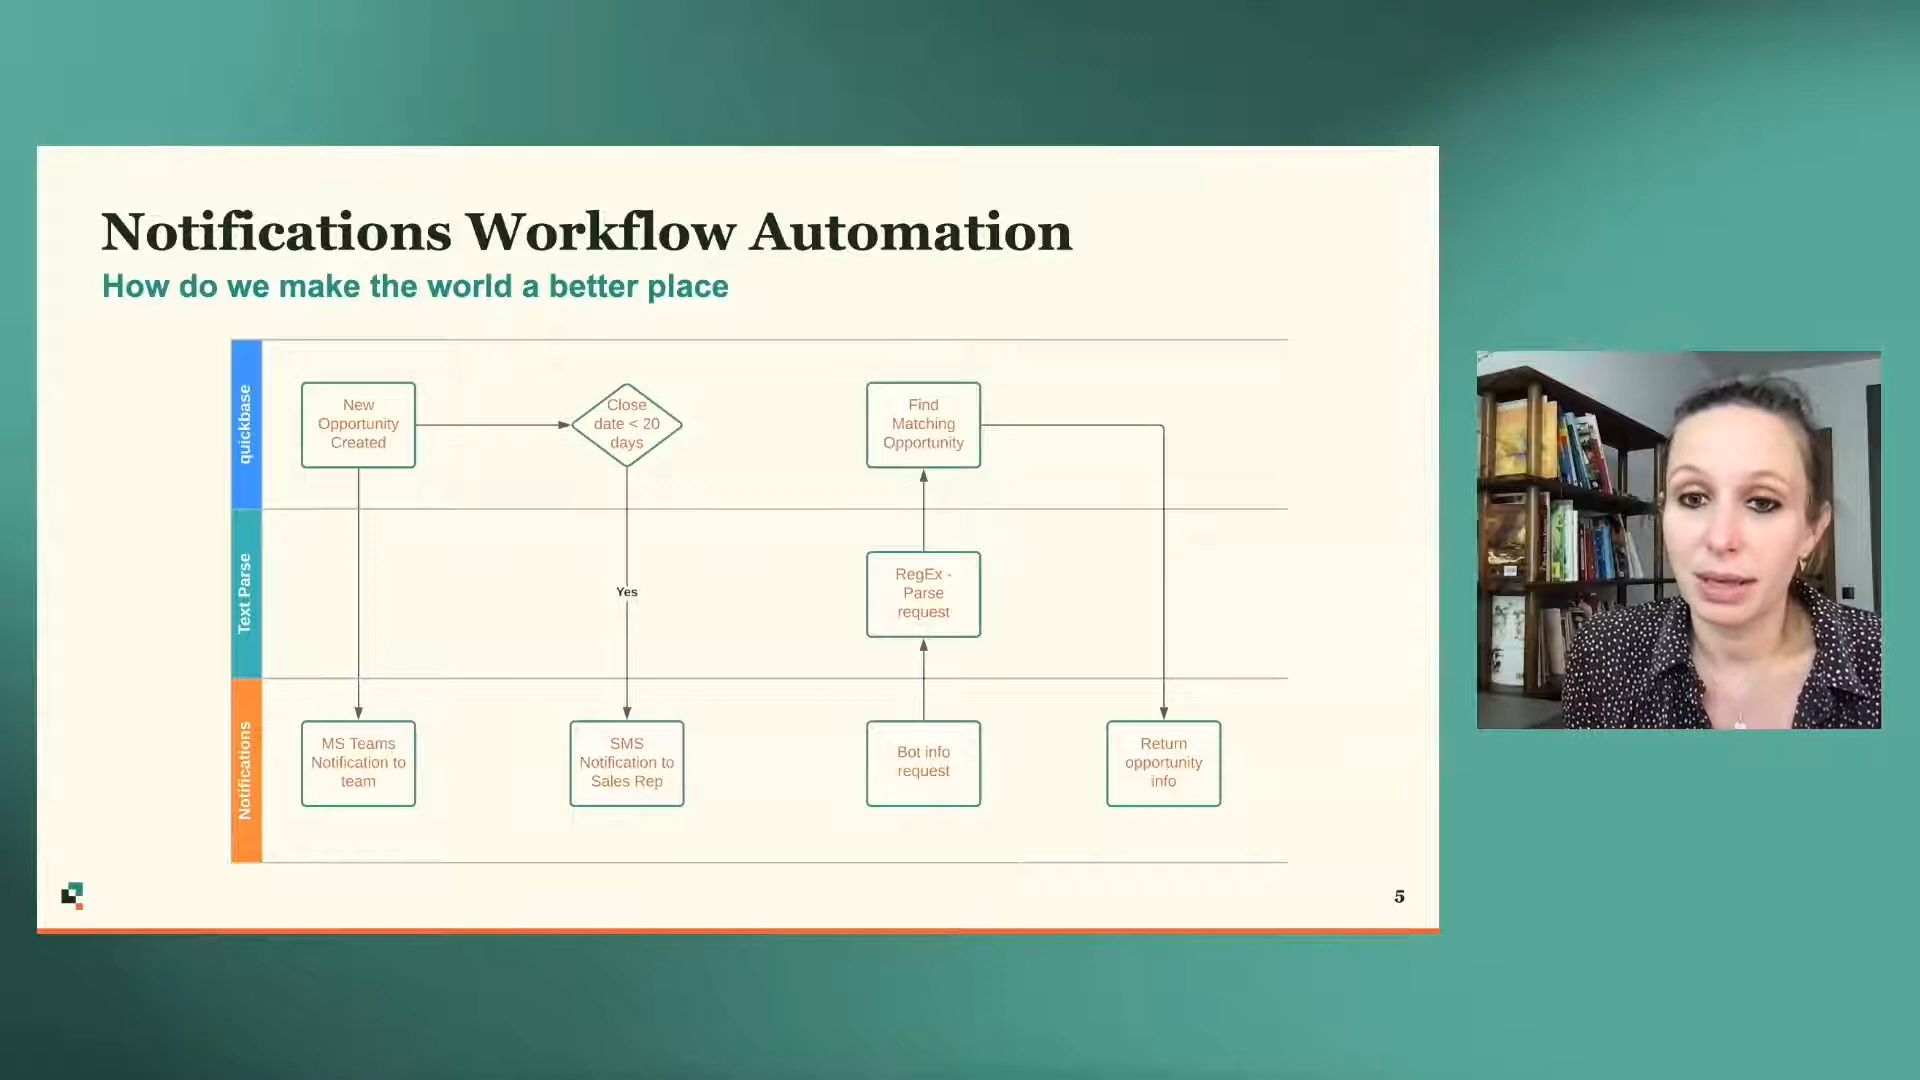 Notifications Workflow Automation
How do we make the world a better place
quickbase
New
Opportunity
Created
Close
date < 20
days
Find
Matching
Opportunity
Text Parse
Yes
RegEx -
Parse
request
Notifications
MS Teams
Notification to
team
SMS
Notification to
Sales Rep
Bot info
request
Return
opportunity
info
5